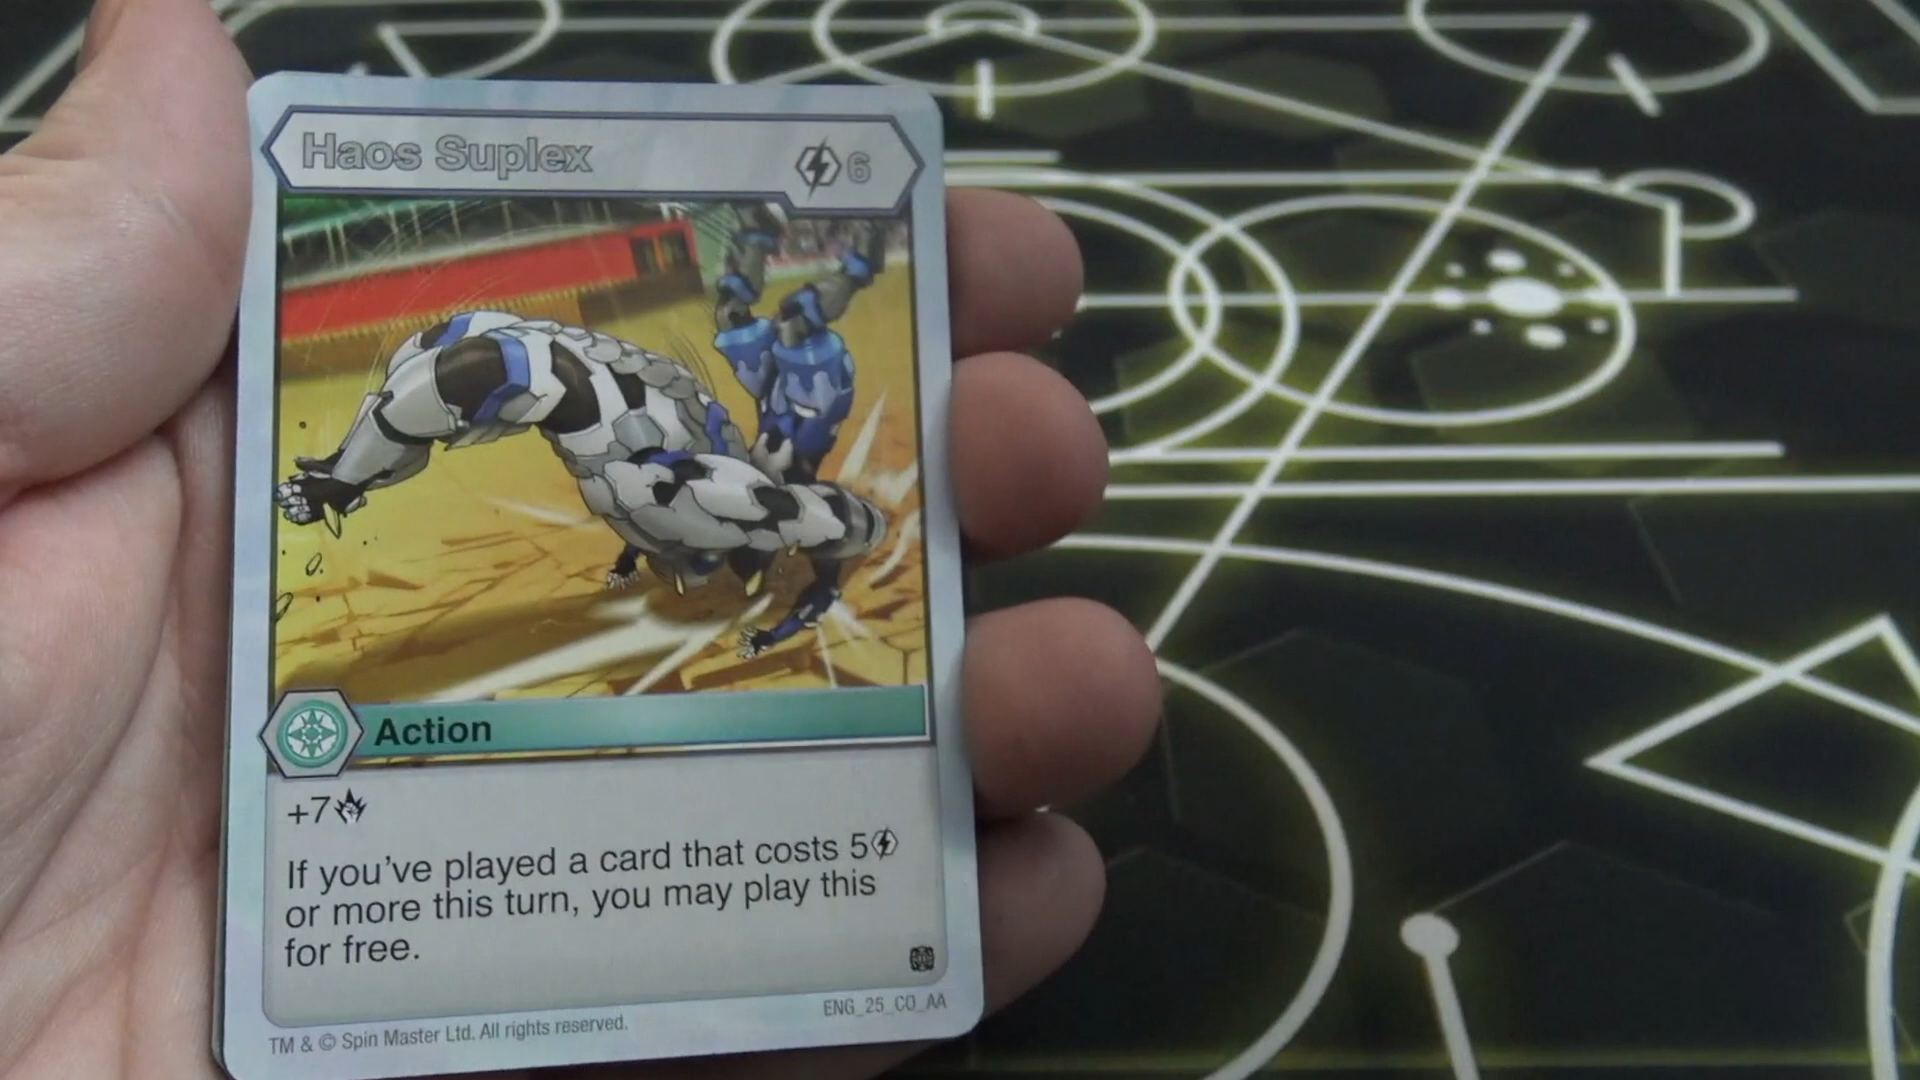 Haos Suplex 6
Action
+7
If you've played a card that costs 5
or more this turn, you may play this
for free.
ENG_25_CO_AA
TM & © Spin Master Ltd. All rights reserved.